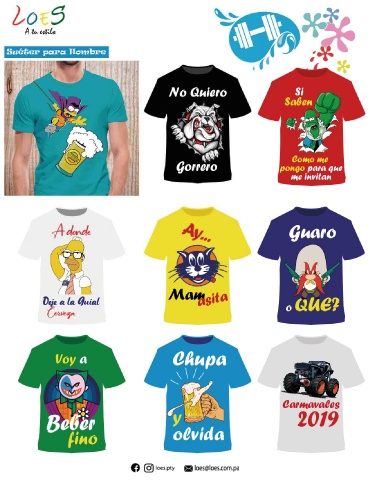 LOES
A tu estilo
Suéter para Hombre
No Quiero
Gorrero
Si
Saben
Como me
pongo para que
me invitan
A donde
Deje a la Guial
Cerveza
Ay...
Mamasita
Guaro
o QUE?
Voy a
Beber
fino
Chupa
y
olvida
Carnavales
2019
loes.pty
loes@loes.com.pa